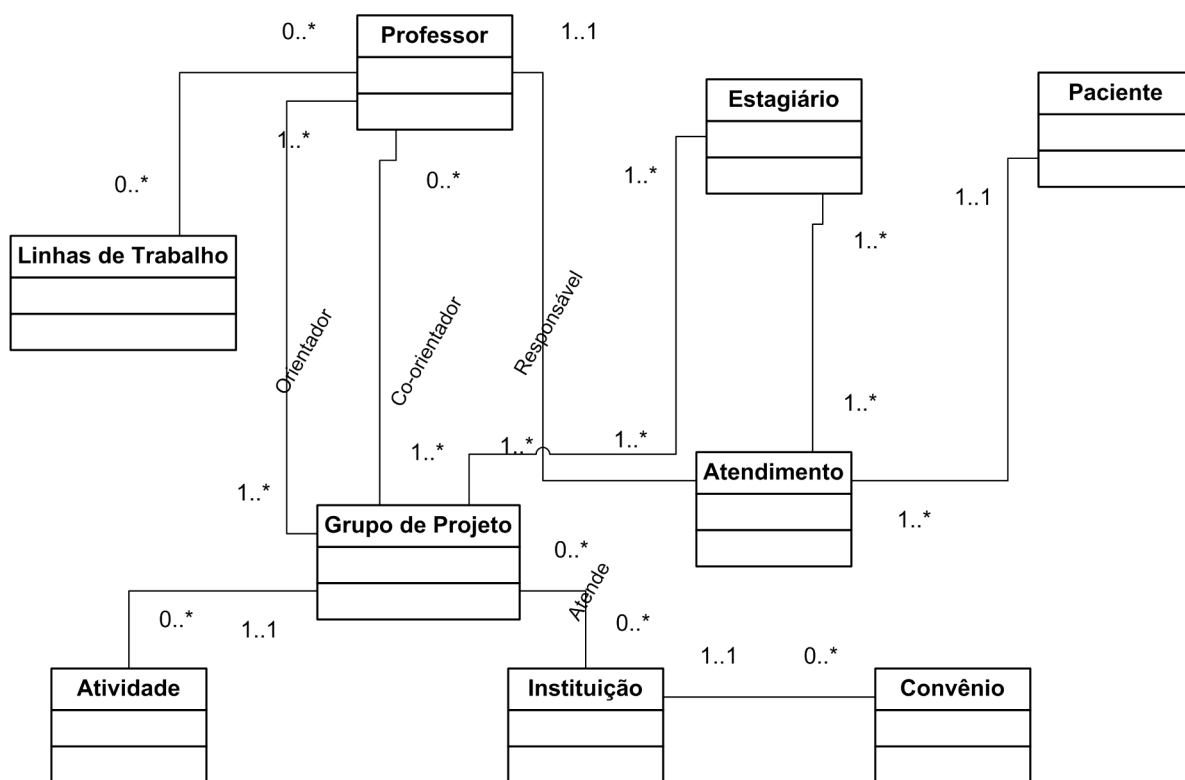 0..*
Professor
1..1
Estagiário
Paciente
1..*
0..*
0..*
1..*
1..1
1..*
Linhas de Trabalho
Orientador
Co-orientador
Responsável
1..*
1..*
1..*
1..*
Atendimento
1..*
Grupo de Projeto
1..*
0..*
Atende
0..*
1..1
0..*
1..1
0..*
Atividade
Instituição
Convênio